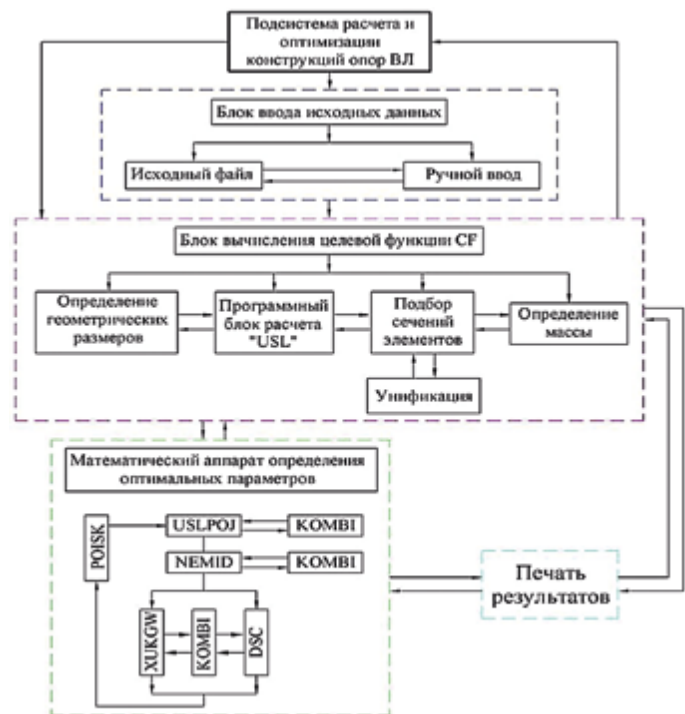 Подсистема расчета и
оптимизации
конструкций опор ВЛ
Блок ввода исходных данных
Исходный файл
Ручной ввод
Блок вычисления целевой функции CF
Определение
геометрических
размеров
Программный
блок расчета
"USL"
Подбор
сечений
элементов
Определение
массы
Унификация
Математический аппарат определения
оптимальных параметров
POISK
USLPOJ
KOMBI
NEMID
KOMBI
XUKGW
KOMBI
DSC
Печать
результатов